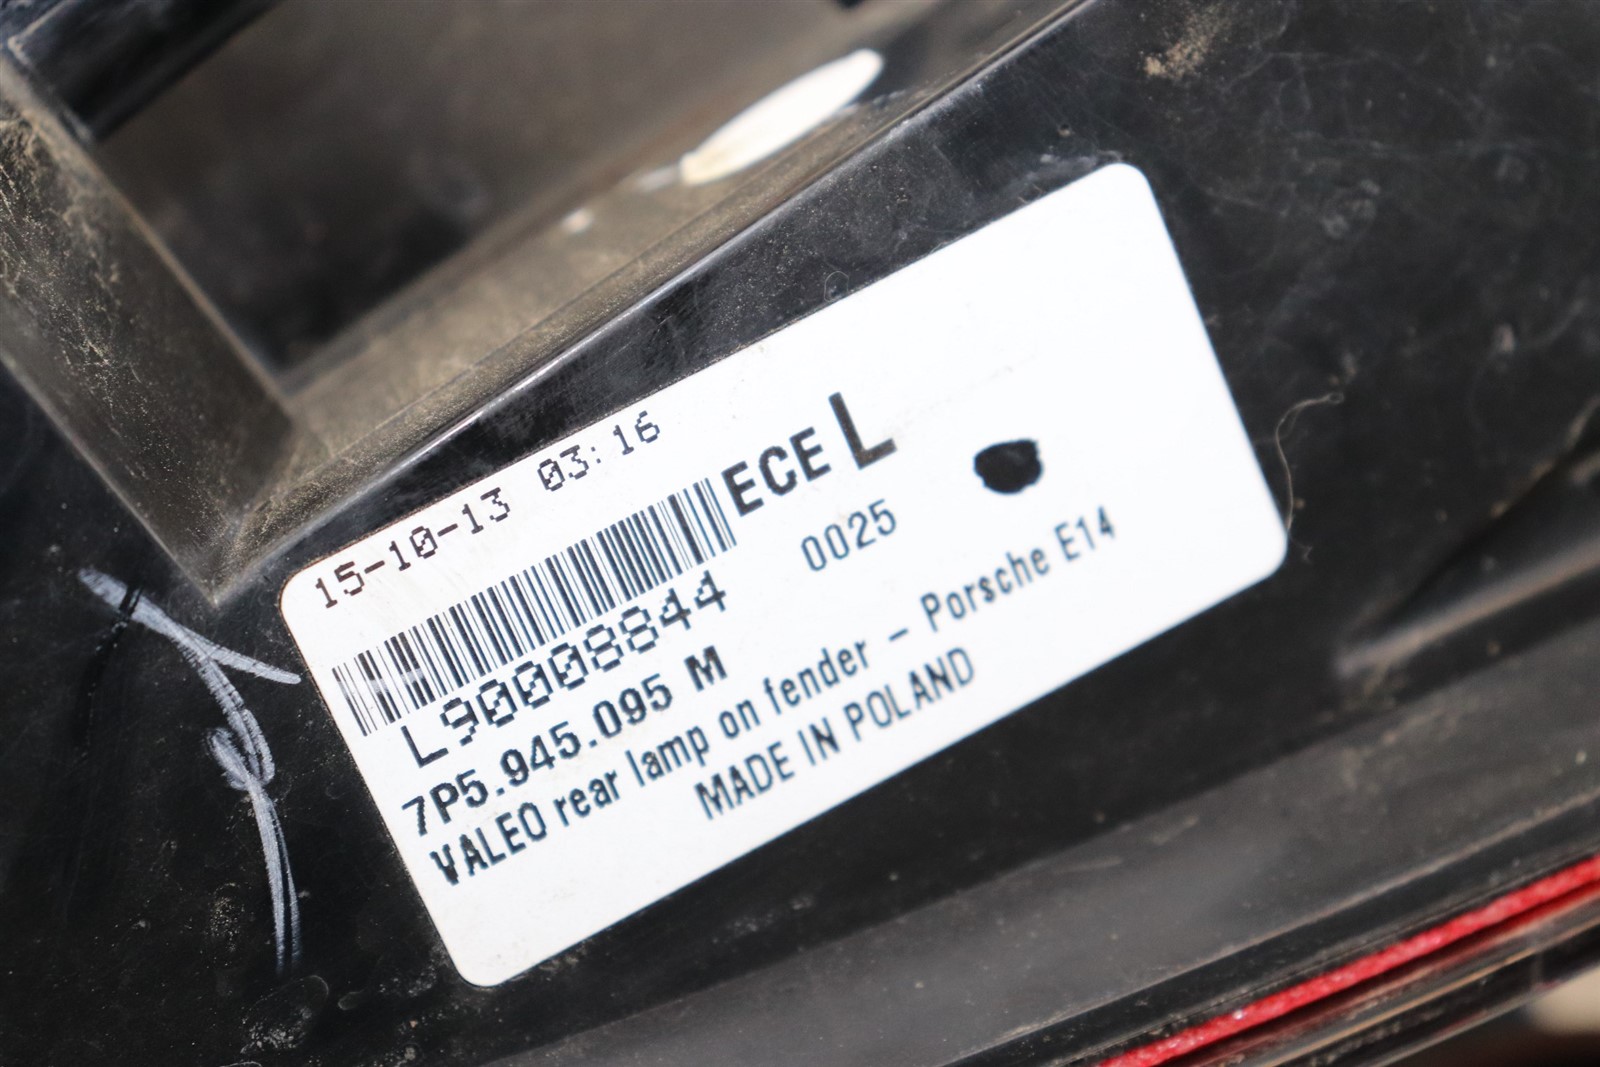 15-10-13 03:16
ECE L
L90008844
0025
7P5.945.095 M
VALEO rear lamp on fender – Porsche E14
MADE IN POLAND